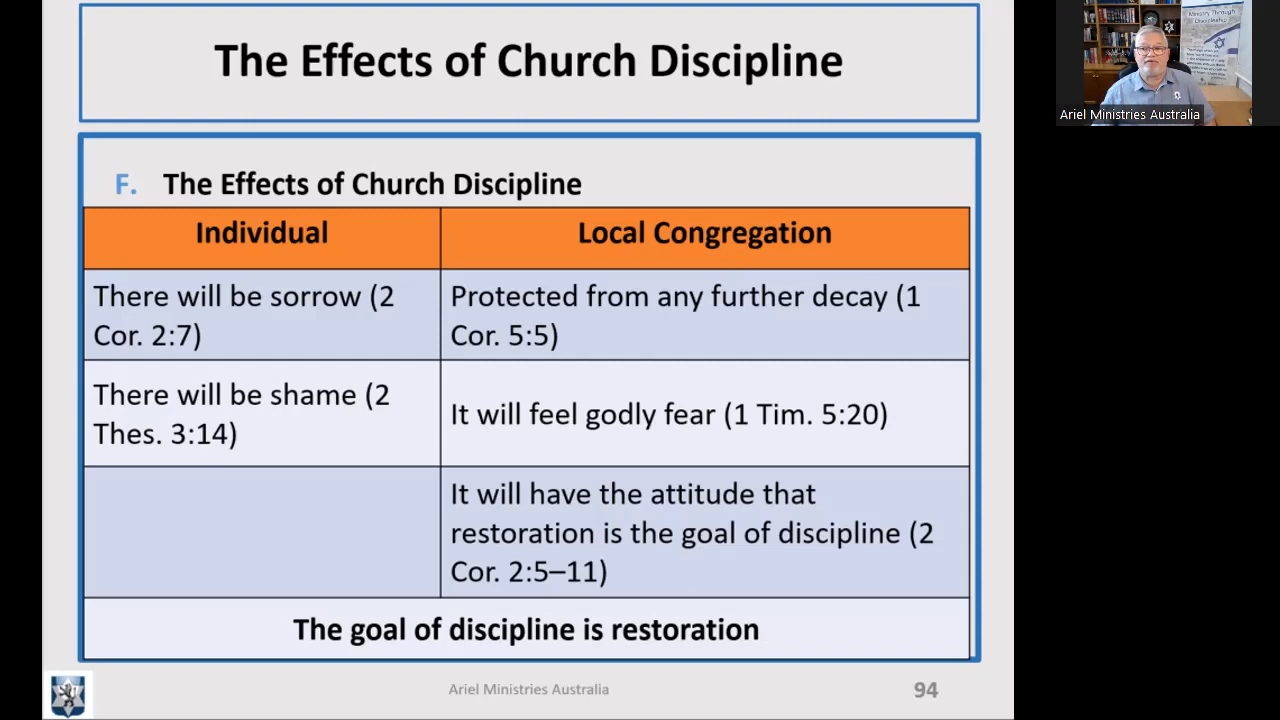 The Effects of Church Discipline
F. The Effects of Church Discipline
Individual
Local Congregation
There will be sorrow (2
Cor. 2:7)
Protected from any further decay (1
Cor. 5:5)
There will be shame (2
Thes. 3:14)
It will feel godly fear (1 Tim. 5:20)
It will have the attitude that
restoration is the goal of discipline (2
Cor. 2:5–11)
The goal of discipline is restoration
Ariel Ministries Australia
94
Ministry Through
Discipleship
Ariel Ministries Australia